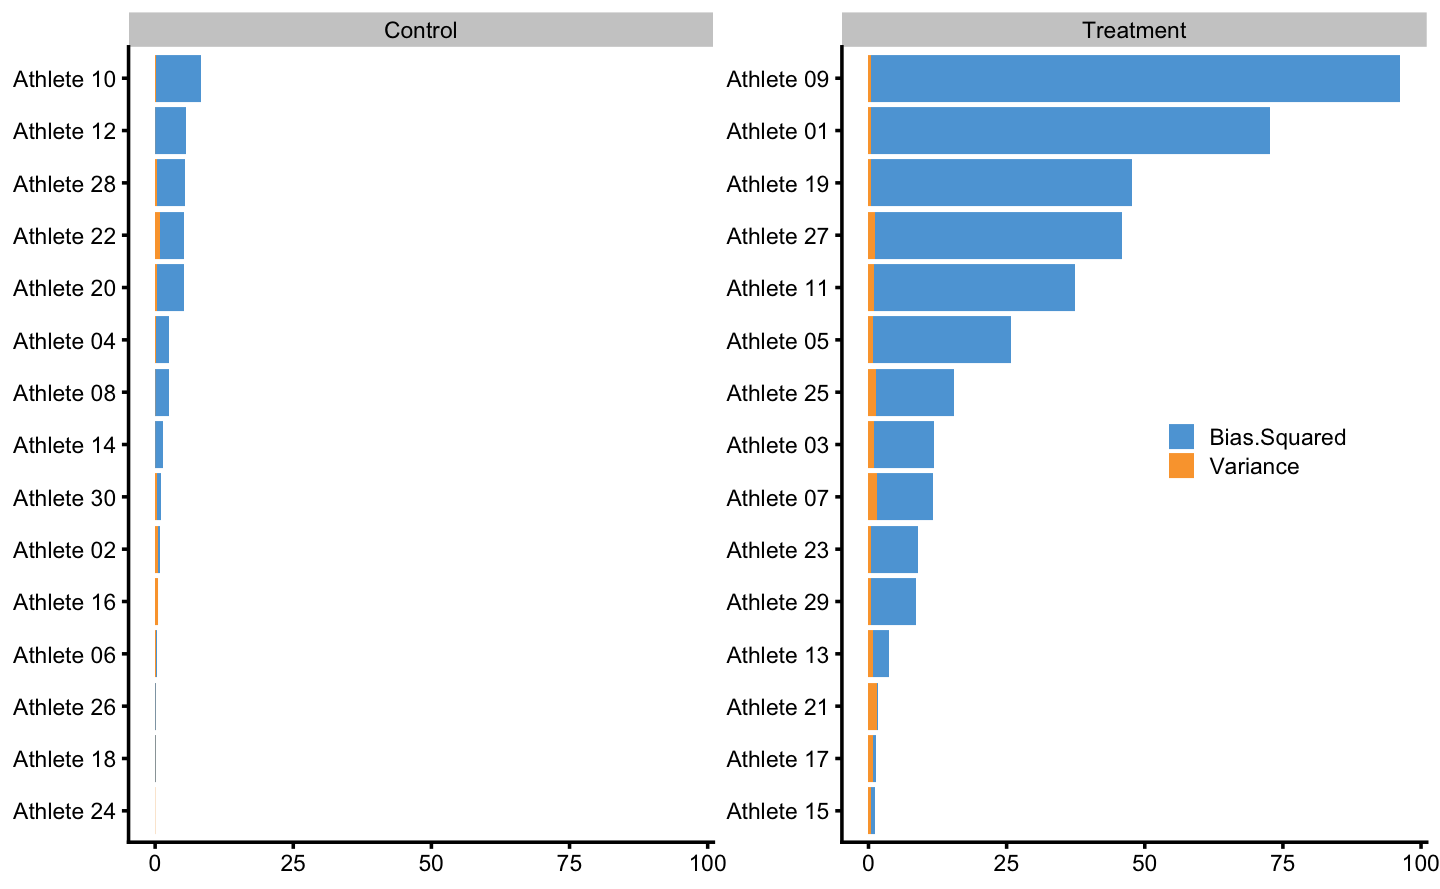 Control
Athlete 10
Athlete 12
Athlete 28
Athlete 22
Athlete 20
Athlete 04
Athlete 08
Athlete 14
Athlete 30
Athlete 02
Athlete 16
Athlete 06
Athlete 26
Athlete 18
Athlete 24
0 25 50 75 100
Treatment
Athlete 09
Athlete 01
Athlete 19
Athlete 27
Athlete 11
Athlete 05
Athlete 25
Athlete 03
Athlete 07
Athlete 23
Athlete 29
Athlete 13
Athlete 21
Athlete 17
Athlete 15
0 25 50 75 100
Bias.Squared
Variance